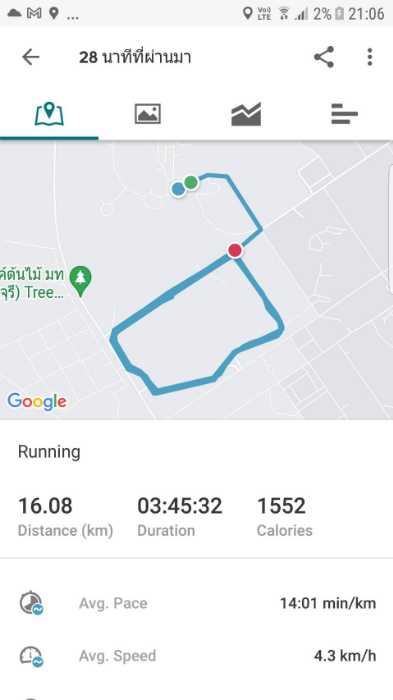 ... Vo)) LTE 2% 21:06
28 นาทีที่ผ่านมา
ค์ต้นไม้ มท
จุรี) Tree...
Google
Running
16.08 03:45:32 1552
Distance (km) Duration Calories
Avg. Pace 14:01 min/km
Avg. Speed 4.3 km/h